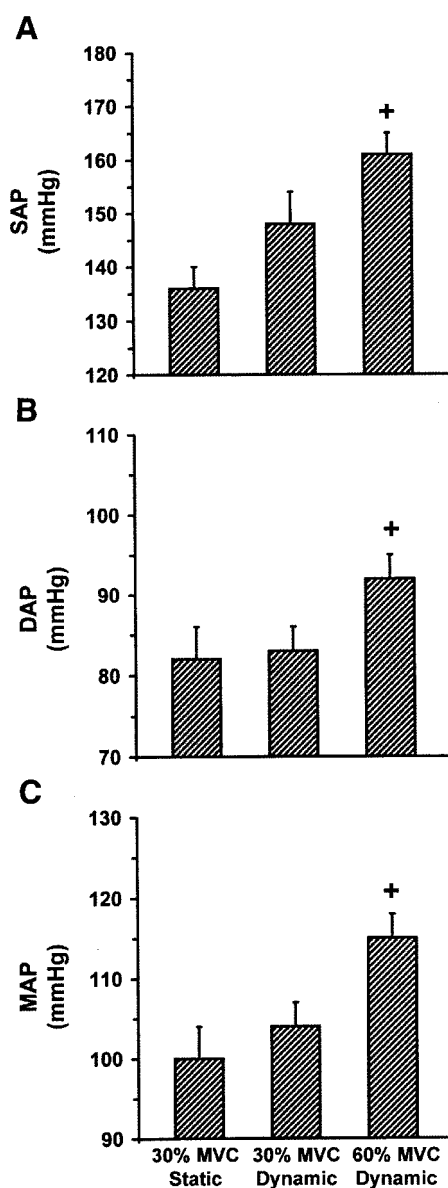 A
180
170
160
150
140
130
120
SAP
(mmHg)
+
B
110
100
90
80
70
DAP
(mmHg)
+
C
130
120
110
100
90
MAP
(mmHg)
+
30% MVC 30% MVC 60% MVC
Static Dynamic Dynamic